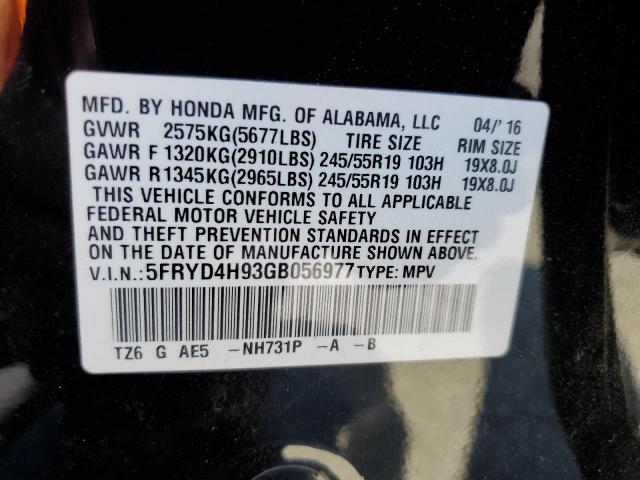 MFD. BY HONDA MFG. OF ALABAMA, LLC 04/'16
GVWR 2575KG(5677LBS) TIRE SIZE RIM SIZE
GAWR F 1320KG(2910LBS) 245/55R19 103H 19X8.0J
GAWR R 1345KG(2965LBS) 245/55R19 103H 19X8.0J
THIS VEHICLE CONFORMS TO ALL APPLICABLE
FEDERAL MOTOR VEHICLE SAFETY
AND THEFT PREVENTION STANDARDS IN EFFECT
ON THE DATE OF MANUFACTURE SHOWN ABOVE.
V.I.N.:5FRYD4H93GB056977 TYPE: MPV
TZ6 G AE5 -NH731P -A -B